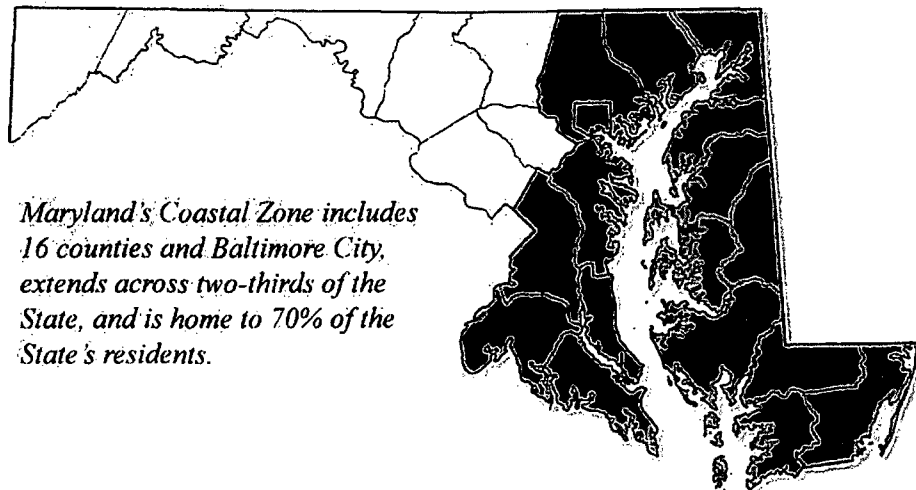 Maryland's Coastal Zone includes
16 counties and Baltimore City,
extends across two-thirds of the
State, and is home to 70% of the
State's residents.